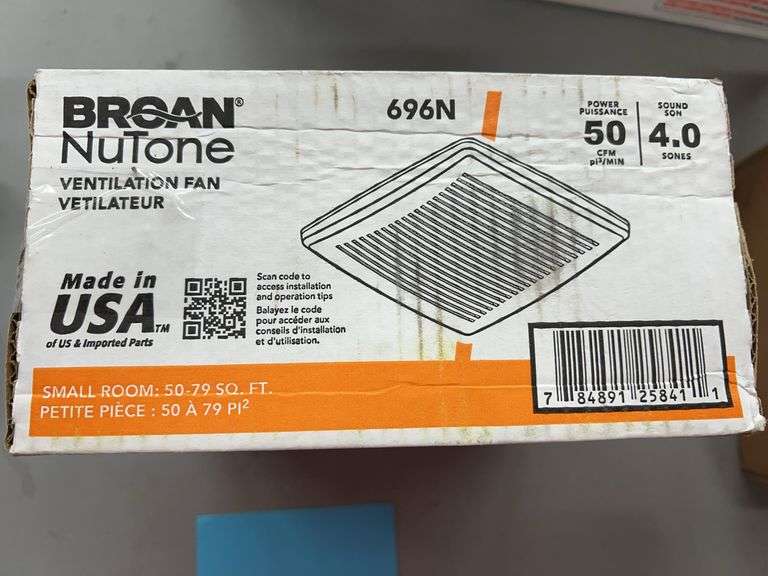 BROAN®
NuTone
VENTILATION FAN
VETILATEUR
696N
POWER
PUISSANCE
50
CFM
pi³/MIN
SOUND
SON
4.0
SONES
Made in
USA™
of US & Imported Parts
Scan code to
access installation
and operation tips
Balayez le code
pour accéder aux
conseils d'installation
et d'utilisation.
SMALL ROOM: 50-79 SQ. FT.
PETITE PIÈCE : 50 À 79 PI²
7 84891 25841 1